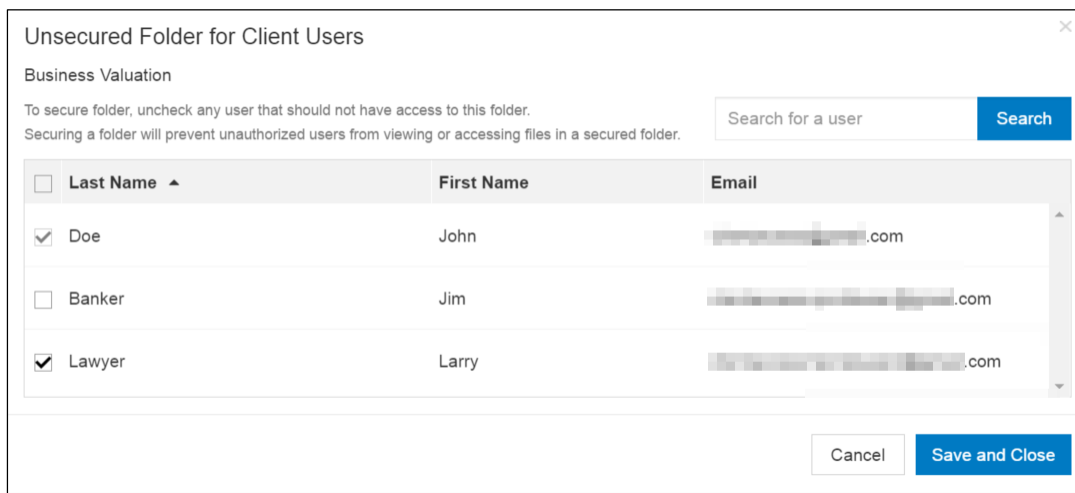 Unsecured Folder for Client Users
Business Valuation
To secure folder, uncheck any user that should not have access to this folder.
Securing a folder will prevent unauthorized users from viewing or accessing files in a secured folder.
Search for a user Search
Last Name First Name Email
Doe John .com
Banker Jim .com
Lawyer Larry .com
Cancel Save and Close